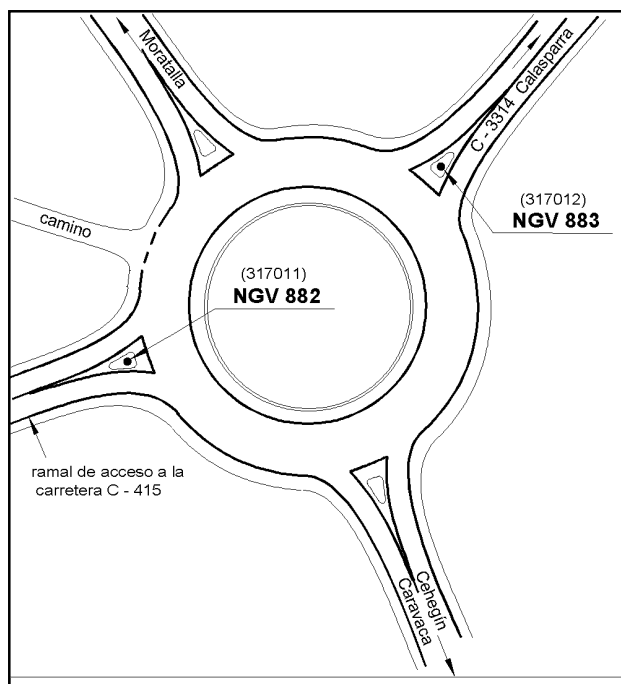 Moratalla
C - 3314 Calasparra
camino
(317012)
NGV 883
(317011)
NGV 882
ramal de acceso a la
carretera C - 415
Cehegín
Caravaca